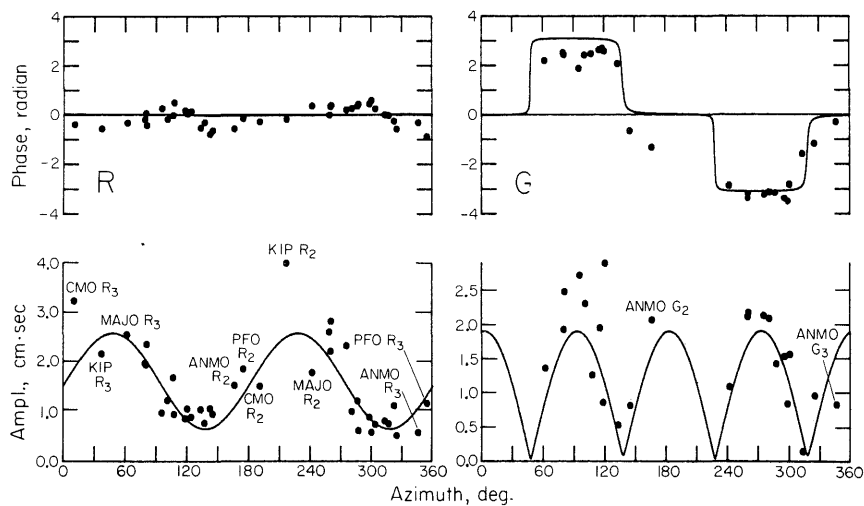 4
2
0
-2
-4
Phase, radian
R
4
2
0
-2
-4
G
4.0
3.0
2.0
1.0
0.0
Ampl., cm·sec
CMO R3
MAJO R3
KIP R3
ANMO R2
PFO R2
KIP R2
CMO R2
MAJO R2
PFO R3
ANMO R3
0
60
120
180
240
300
360
2.5
2.0
1.5
1.0
0.5
0.0
ANMO G2
ANMO G3
0
60
120
180
240
300
360
Azimuth, deg.